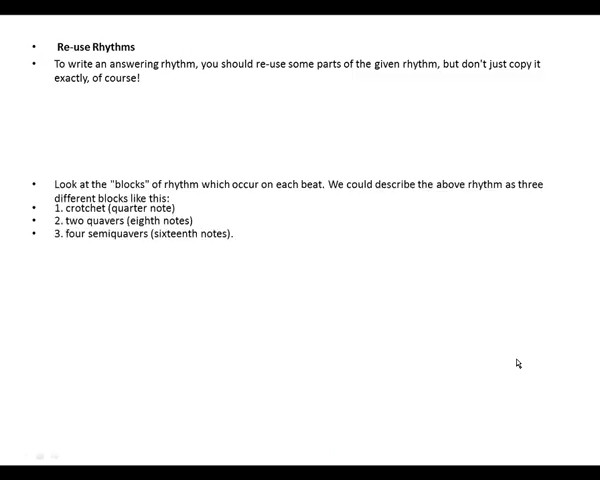 • Re-use Rhythms
• To write an answering rhythm, you should re-use some parts of the given rhythm, but don't just copy it
exactly, of course!
• Look at the "blocks" of rhythm which occur on each beat. We could describe the above rhythm as three
different blocks like this:
• 1. crotchet (quarter note)
• 2. two quavers (eighth notes)
• 3. four semiquavers (sixteenth notes).